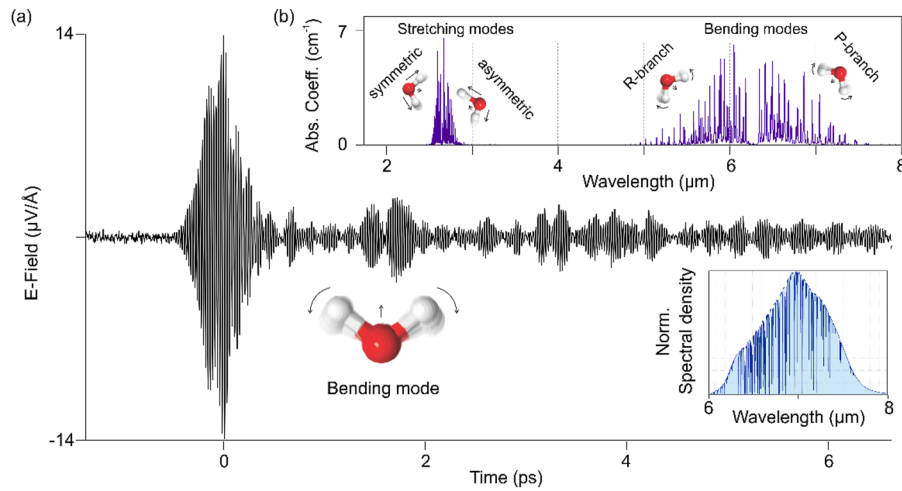 (a)
14
E-Field (µV/Å)
-14
0
2
4
6
Time (ps)
Bending mode
(b)
Stretching modes
Bending modes
symmetric
asymmetric
R-branch
P-branch
7
Abs. Coeff. (cm⁻¹)
0
2
3
4
5
6
7
8
Wavelength (µm)
Norm.
Spectral density
6
8
Wavelength (µm)